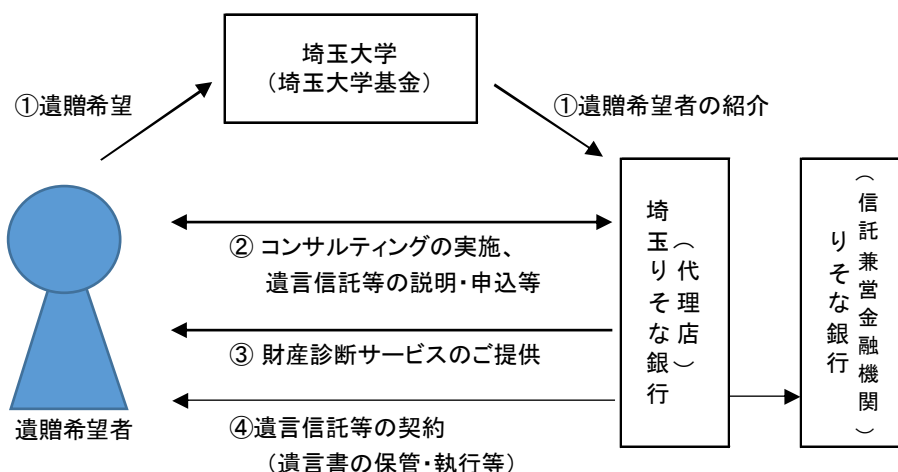 埼玉大学
（埼玉大学基金）
①遺贈希望
①遺贈希望者の紹介
② コンサルティングの実施、
遺言信託等の説明・申込等
③ 財産診断サービスのご提供
④遺言信託等の契約
（遺言書の保管・執行等）
遺贈希望者
埼玉りそな銀行
（代理店）
りそな銀行
（信託兼営金融機関）